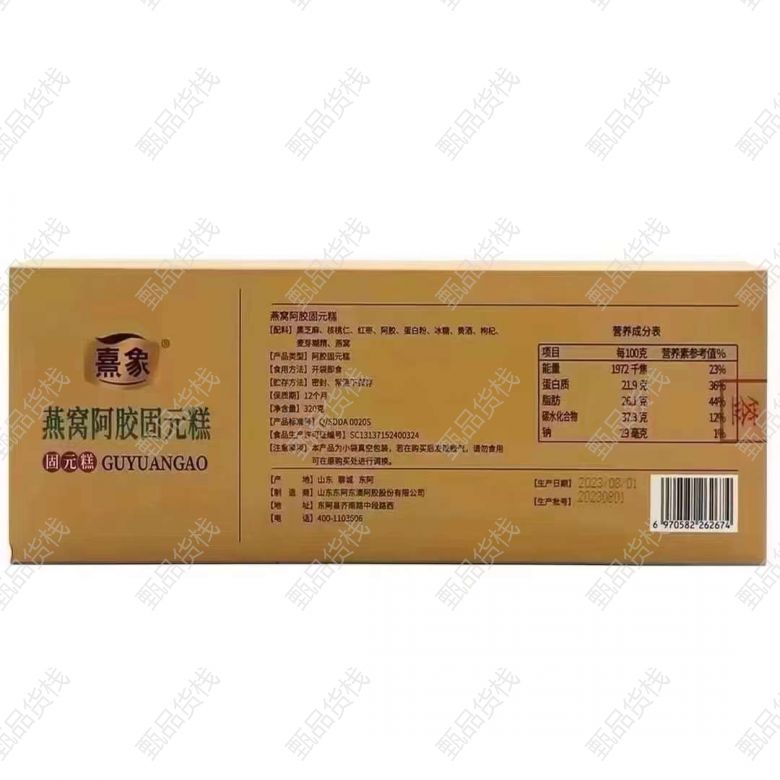 熹象®
燕窝阿胶固元糕
固元糕 GUYUANGAO
燕窝阿胶固元糕
【配料】黑芝麻、核桃仁、红枣、阿胶、蛋白粉、冰糖、黄酒、枸杞、
麦芽糊精、燕窝
【产品类型】阿胶固元糕
【食用方法】开袋即食
【贮存方法】密封、常温下保存
【保质期】12个月
【净含量】320克
【产品标准号】Q/SDDA 0020S
【食品生产许可证编号】SC13137152400324
【注意事项】本产品为小袋真空包装，若在购买后发现松气，请勿食用
可在原购买处进行调换。
【产 地】山东 聊城 东阿
【制 造 商】山东东阿东澳阿胶股份有限公司
【地 址】东阿县齐南路中段路西
【电 话】400-1103506
营养成分表
项目 每100克 营养素参考值%
能量 1972 千焦 23%
蛋白质 21.9 克 36%
脂肪 26.1 克 44%
碳水化合物 37.3 克 12%
钠 29 毫克 1%
【生产日期】2023/08/01
【生产批号】20230801
6 970582 262674
签
甄品货栈